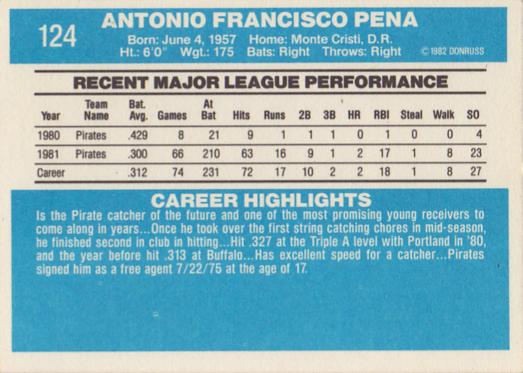 124
ANTONIO FRANCISCO PENA
Born: June 4, 1957 Home: Monte Cristi, D.R.
Ht.: 6'0" Wgt.: 175 Bats: Right Throws: Right
© 1982 DONRUSS
RECENT MAJOR LEAGUE PERFORMANCE
Year Team Name Bat. Avg. Games At Bat Hits Runs 2B 3B HR RBI Steal Walk SO
1980 Pirates .429 8 21 9 1 1 1 0 1 0 0 4
1981 Pirates .300 66 210 63 16 9 1 2 17 1 8 23
Career .312 74 231 72 17 10 2 2 18 1 8 27
CAREER HIGHLIGHTS
Is the Pirate catcher of the future and one of the most promising young receivers to
come along in years...Once he took over the first string catching chores in mid-season,
he finished second in club in hitting...Hit .327 at the Triple A level with Portland in '80,
and the year before hit .313 at Buffalo...Has excellent speed for a catcher...Pirates
signed him as a free agent 7/22/75 at the age of 17.